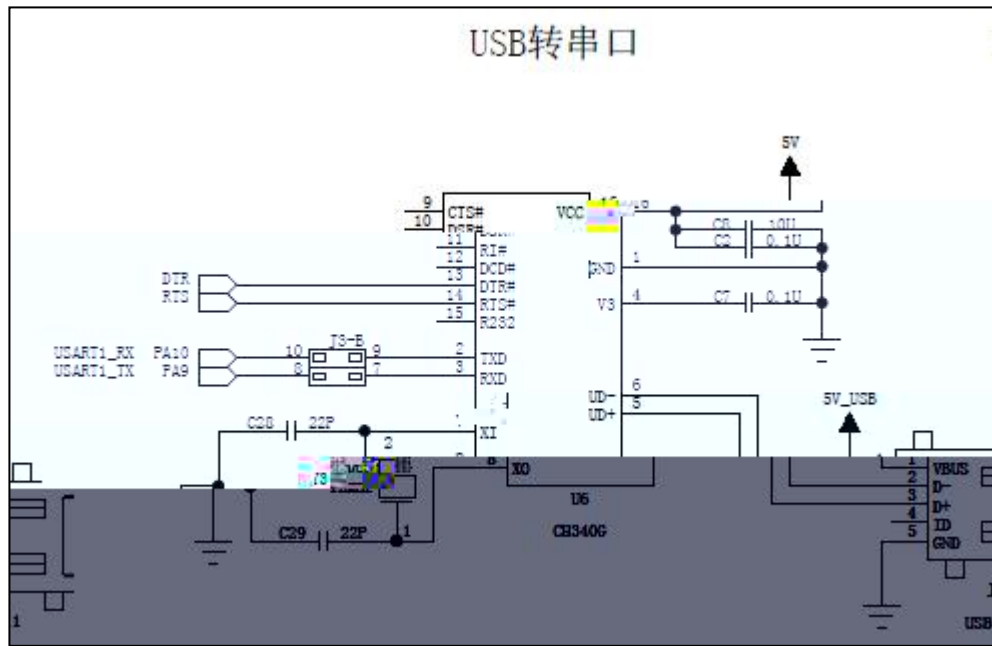 USB转串口
5V
9 CTS# VCC
10 DSR# C8 10U
C2 0.1U
11 RI#
12 DCD# GND 1
DTR 13 DTR#
RTS 14 RTS# V3 4 C7 0.1U
15 R232
J3-B
USART1_RX PA10 10 9 2 TXD
USART1_TX PA9 8 7 3 RXD
UD- 6
UD+ 5
5V_USB
C28 22P XI
2
XO
1 VBUS
2 D-
3 D+
4 ID
5 GND
U6
CH340G
C29 22P 1
1
USB